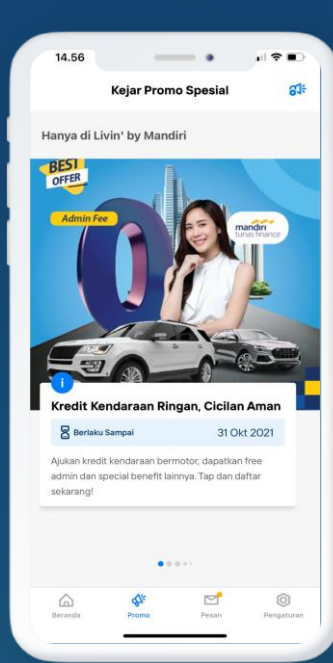 14.56
Kejar Promo Spesial
Hanya di Livin' by Mandiri
BEST
OFFER
Admin Fee
0
mandiri
tunas finance
i
Kredit Kendaraan Ringan, Cicilan Aman
Berlaku Sampai 31 Okt 2021
Ajukan kredit kendaraan bermotor, dapatkan free
admin dan special benefit lainnya. Tap dan daftar
sekarang!
Beranda Promo Pesan Pengaturan